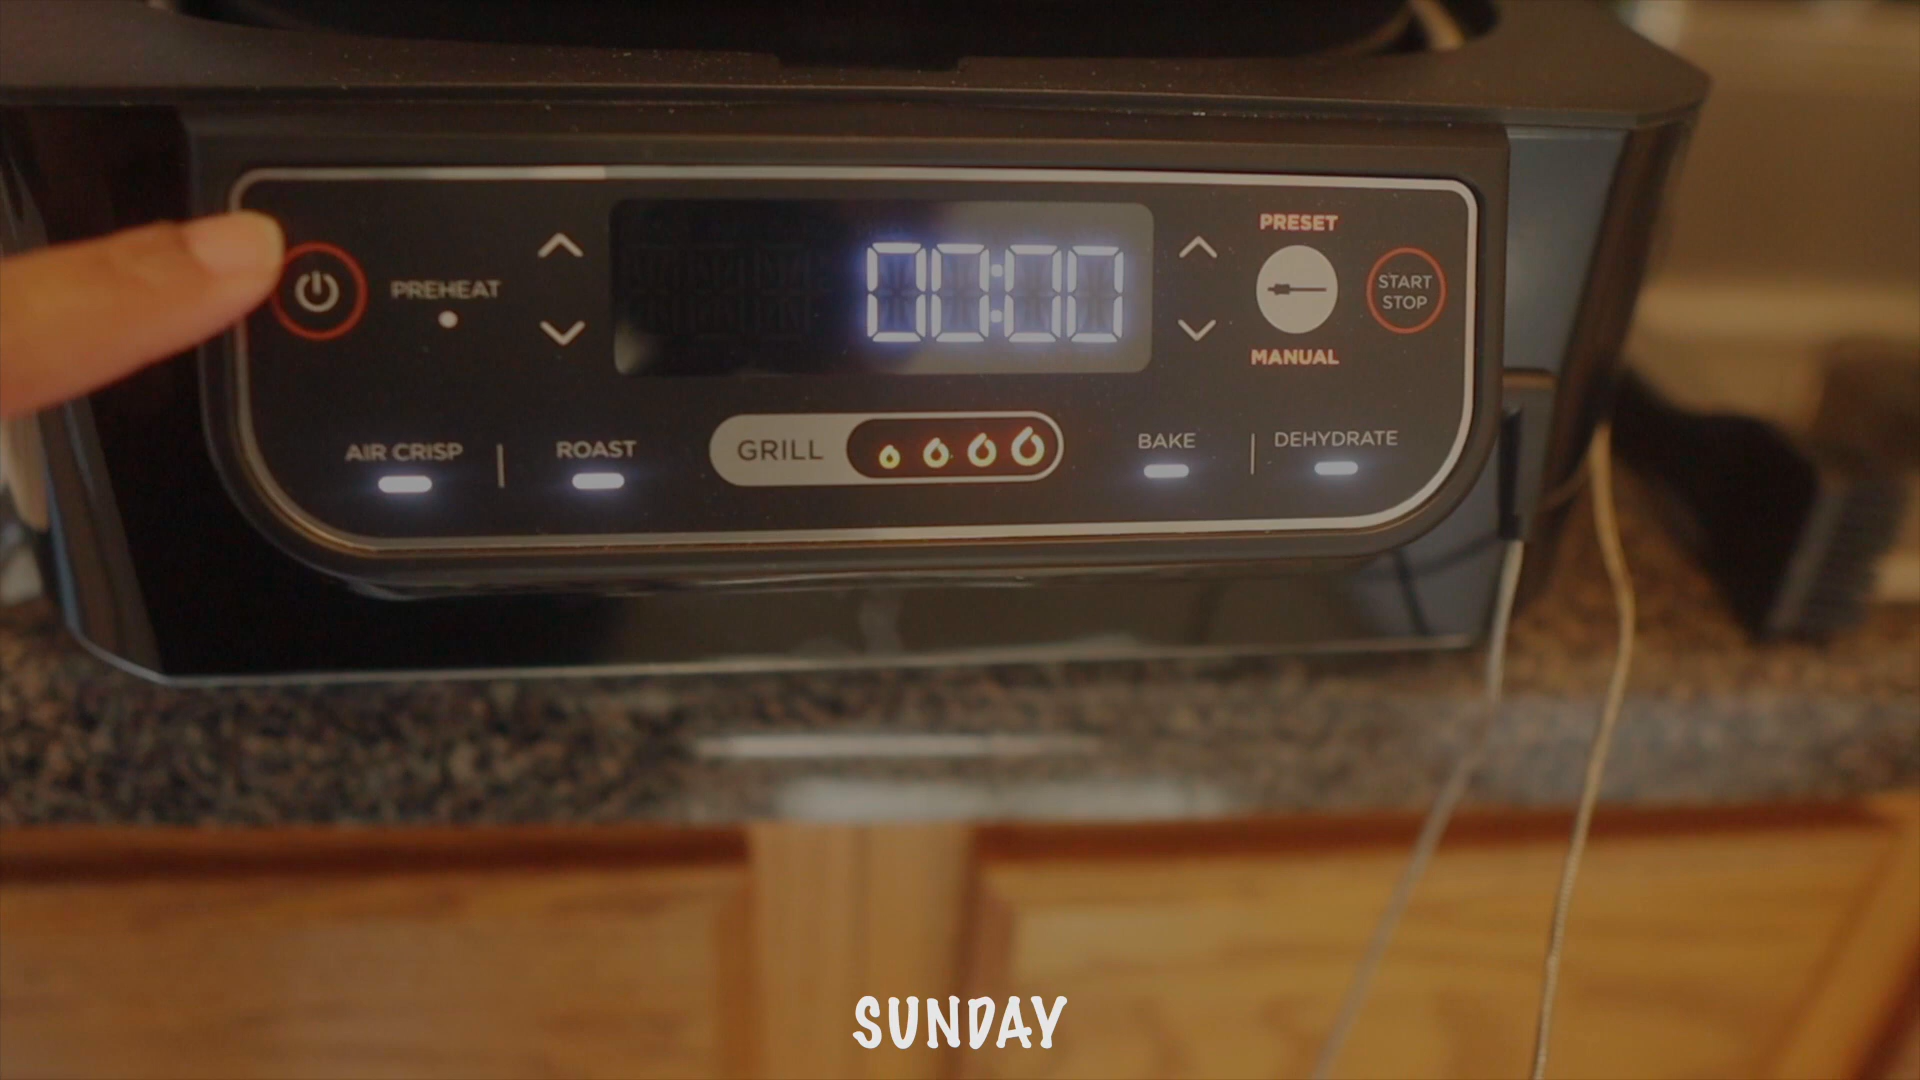 PREHEAT
00:00
PRESET
START
STOP
MANUAL
AIR CRISP
ROAST
GRILL
BAKE
DEHYDRATE
SUNDAY